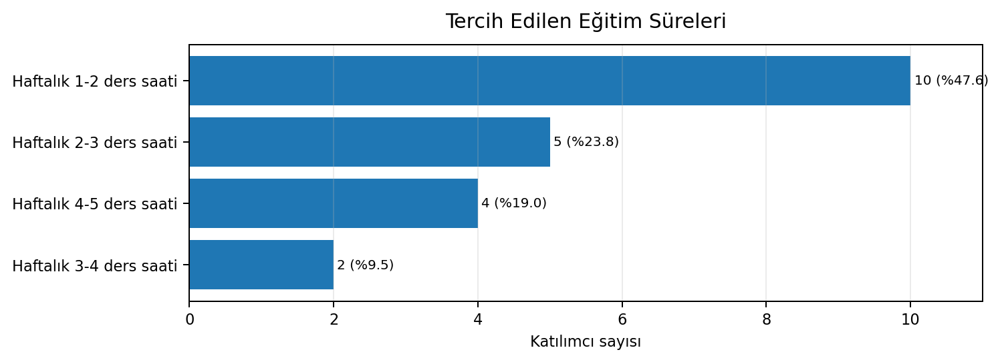 Tercih Edilen Eğitim Süreleri
Haftalık 1-2 ders saati
10 (%47.6)
Haftalık 2-3 ders saati
5 (%23.8)
Haftalık 4-5 ders saati
4 (%19.0)
Haftalık 3-4 ders saati
2 (%9.5)
0 2 4 6 8 10
Katılımcı sayısı